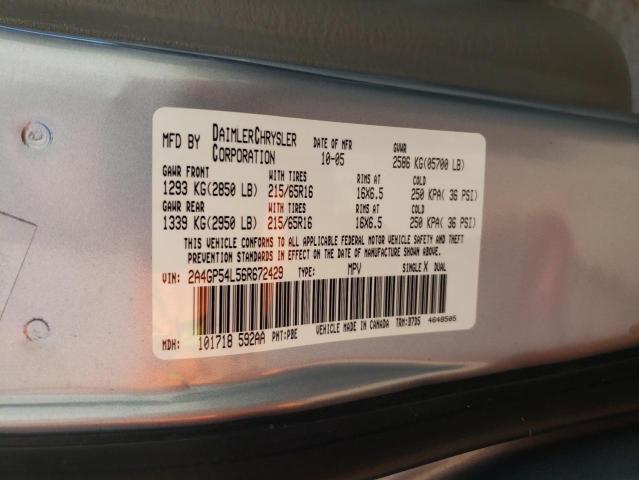 MFD BY DAIMLERCHRYSLER CORPORATION DATE OF MFR 10-05 GVWR 2586 KG(05700 LB)
GAWR FRONT WITH TIRES RIMS AT COLD
1293 KG(2850 LB) 215/65R16 16X6.5 250 KPA( 36 PSI)
GAWR REAR WITH TIRES RIMS AT COLD
1339 KG(2950 LB) 215/65R16 16X6.5 250 KPA( 36 PSI)
THIS VEHICLE CONFORMS TO ALL APPLICABLE FEDERAL MOTOR VEHICLE SAFETY AND THEFT
PREVENTION STANDARDS IN EFFECT ON THE DATE OF MANUFACTURE SHOWN ABOVE.
VIN: 2A4GP54L56R672429 TYPE: MPV SINGLE X DUAL
MDH: 101718 592AA PNT:PBE VEHICLE MADE IN CANADA TRM:B7D5 4648505